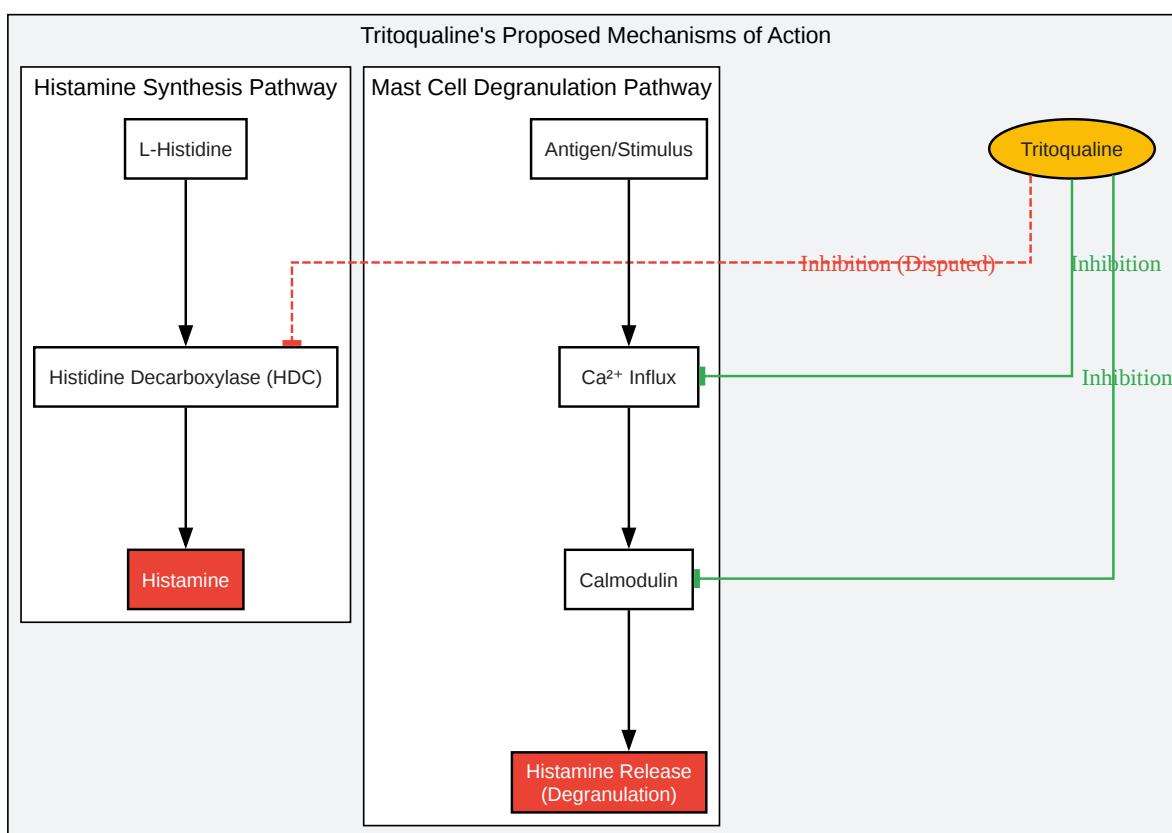 Tritoqualine's Proposed Mechanisms of Action
Histamine Synthesis Pathway
L-Histidine
Histidine Decarboxylase (HDC)
Histamine
Mast Cell Degranulation Pathway
Antigen/Stimulus
Ca²⁺ Influx
Calmodulin
Histamine Release
(Degranulation)
Tritoqualine
Inhibition (Disputed)
Inhibition
Inhibition